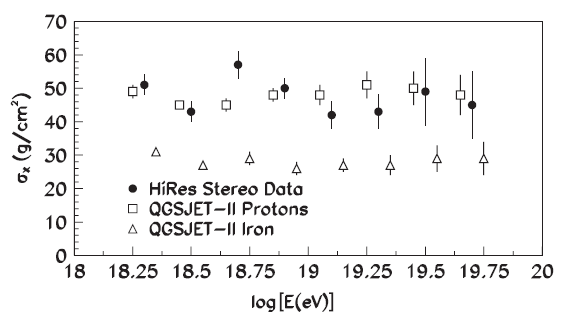 70
60
50
40
30
20
10
0
σx (g/cm²)
HiRes Stereo Data
QGSJET-II Protons
QGSJET-II Iron
18 18.25 18.5 18.75 19 19.25 19.5 19.75 20
log[E(eV)]